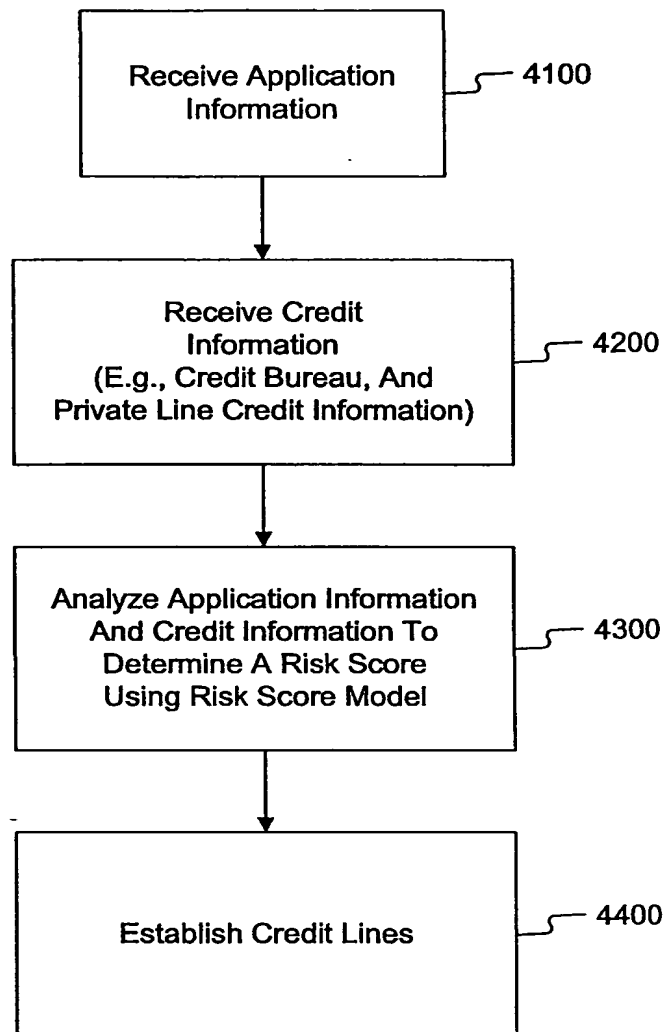 Receive Application
Information
4100
Receive Credit
Information
(E.g., Credit Bureau, And
Private Line Credit Information)
4200
Analyze Application Information
And Credit Information To
Determine A Risk Score
Using Risk Score Model
4300
Establish Credit Lines
4400